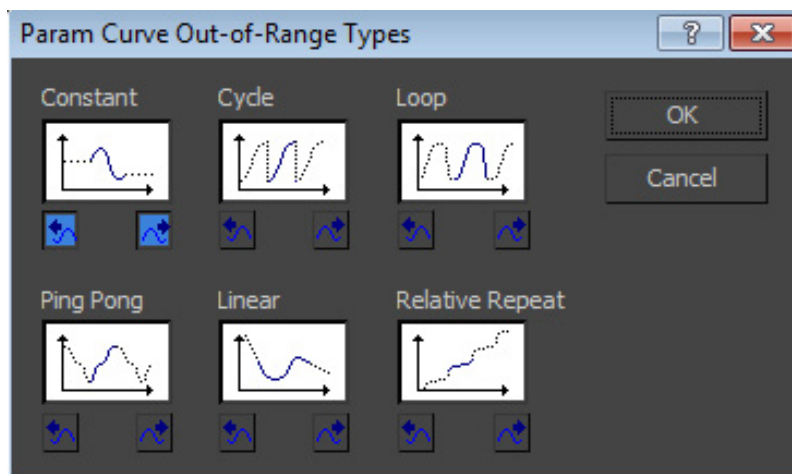 Param Curve Out-of-Range Types
Constant
Cycle
Loop
OK
Cancel
Ping Pong
Linear
Relative Repeat